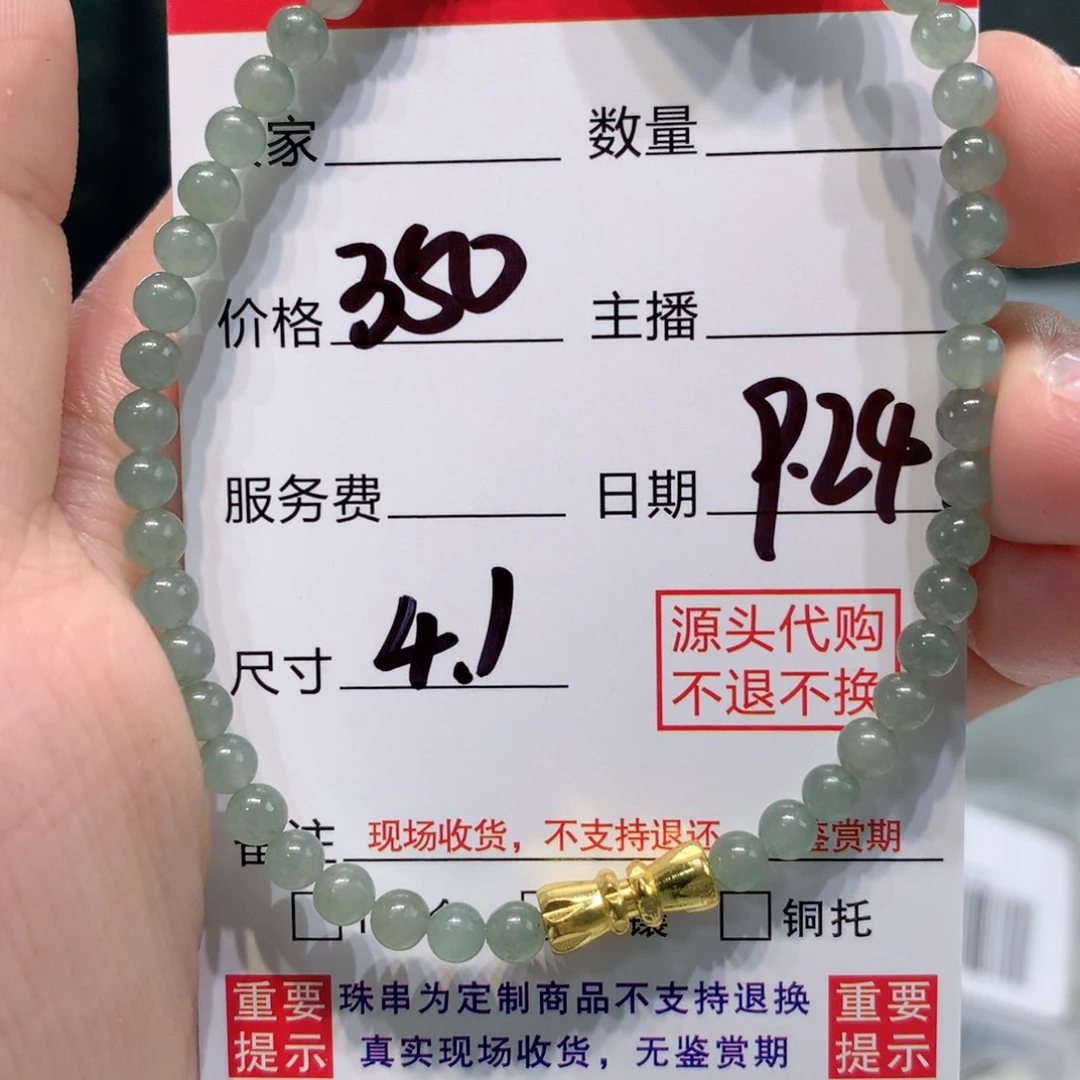 家 数量
价格 350 主播
服务费 日期 P.24
尺寸 4.1
源头代购
不退不换
备注 现场收货，不支持退还 鉴赏期
铜托
重要提示 珠串为定制商品不支持退换 重要提示
真实现场收货，无鉴赏期